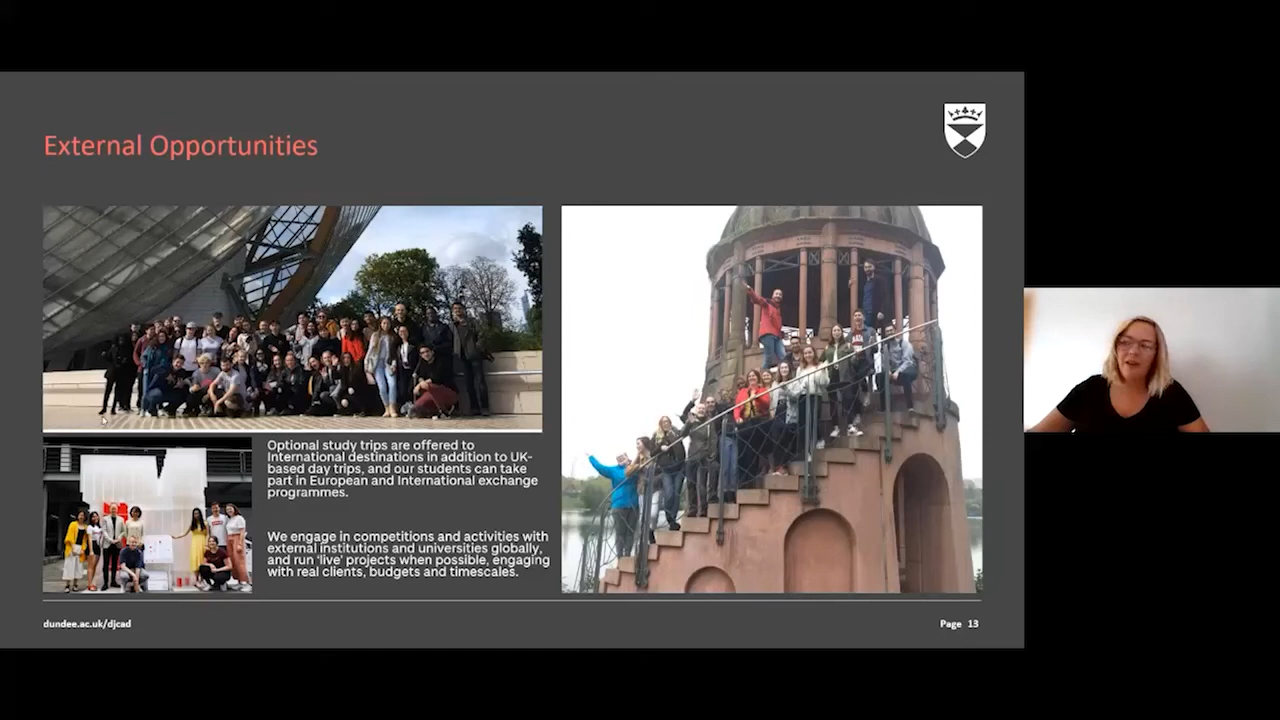 External Opportunities
Optional study trips are offered to
International destinations in addition to UK-
based day trips, and our students can take
part in European and International exchange
programmes.
We engage in competitions and activities with
external institutions and universities globally,
and run 'live' projects when possible, engaging
with real clients, budgets and timescales.
dundee.ac.uk/djcad
Page 13